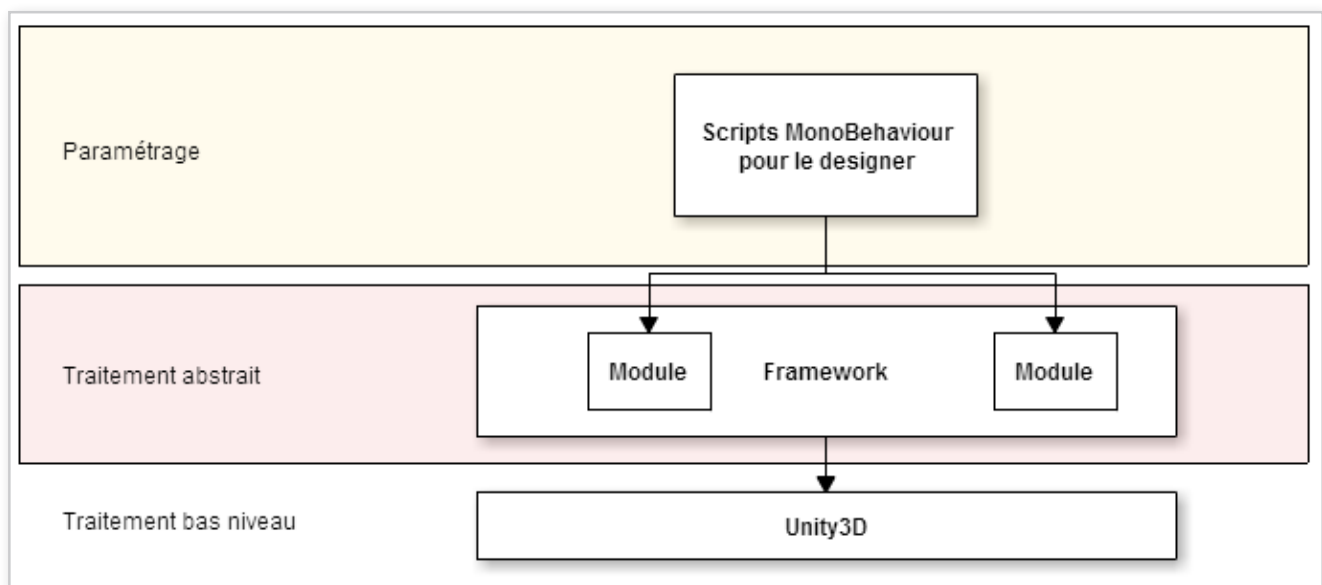 Paramétrage
Scripts MonoBehaviour
pour le designer
Traitement abstrait
Module
Framework
Module
Traitement bas niveau
Unity3D